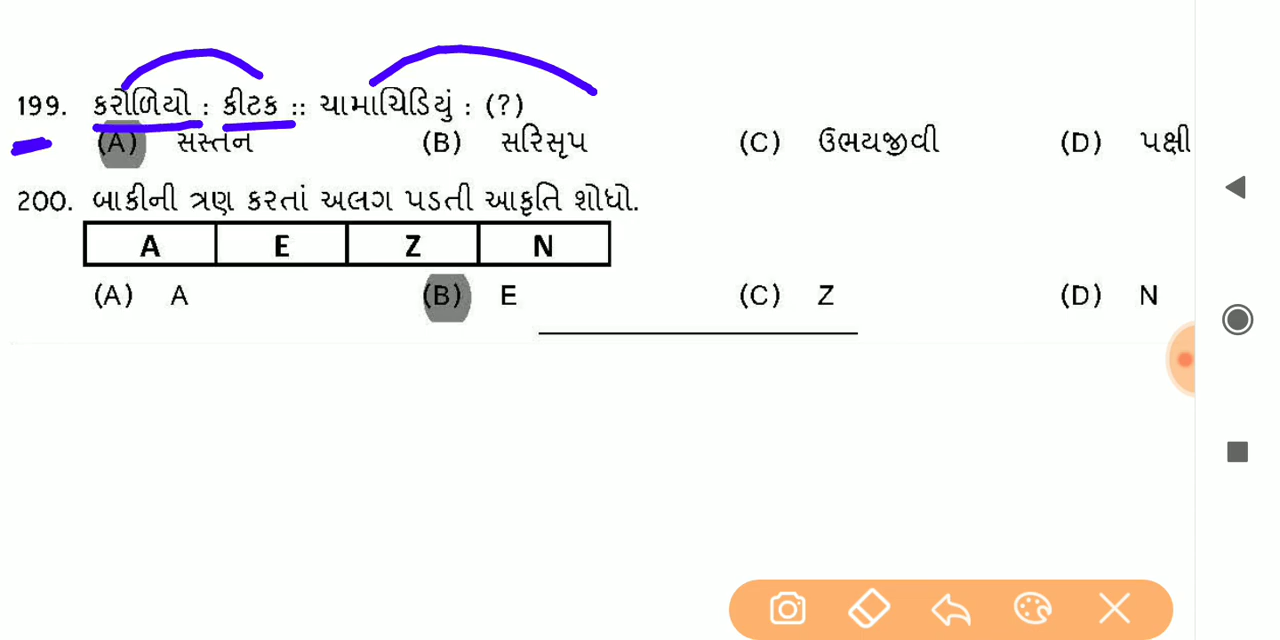 199. કરોળિયો : કીટક :: ચામાચિડિયું : (?)
(A) સસ્તન (B) સરિસૃપ (C) ઉભયજીવી (D) પક્ષી
200. બાકીની ત્રણ કરતાં અલગ પડતી આકૃતિ શોધો.
A E Z N
(A) A (B) E (C) Z (D) N